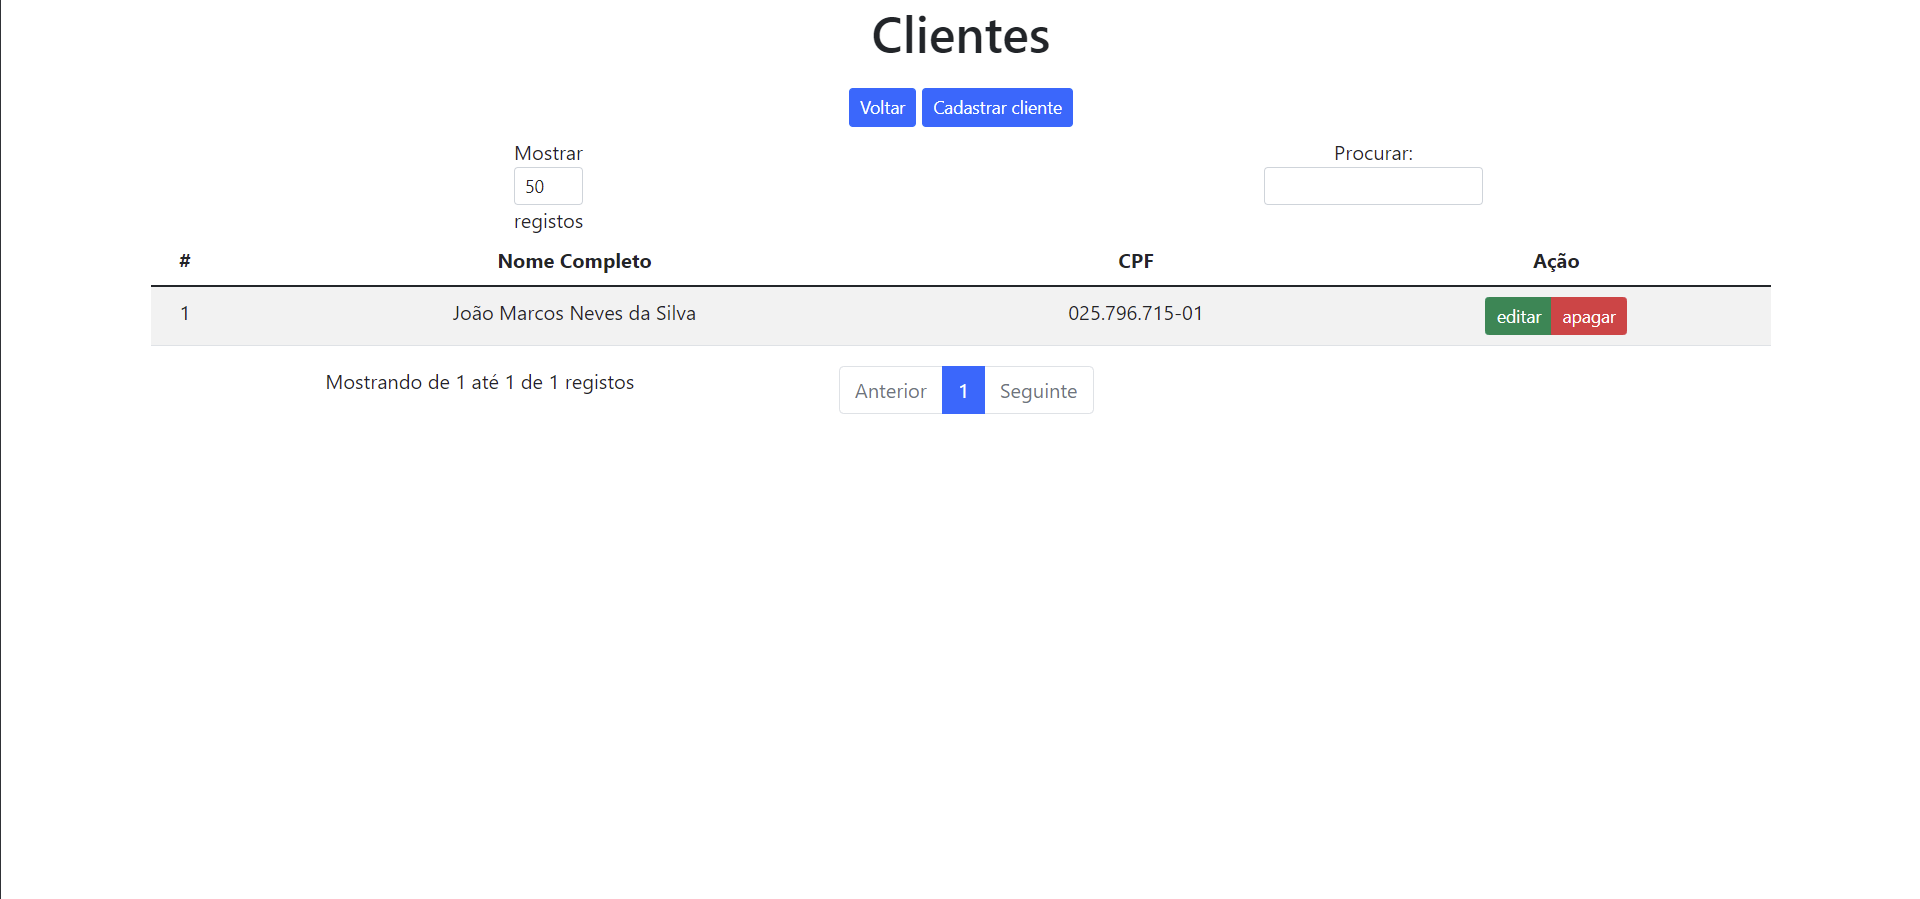 Clientes
Voltar Cadastrar cliente
Mostrar
50
registos
Procurar:
# Nome Completo CPF Ação
1 João Marcos Neves da Silva 025.796.715-01 editar apagar
Mostrando de 1 até 1 de 1 registos
Anterior 1 Seguinte